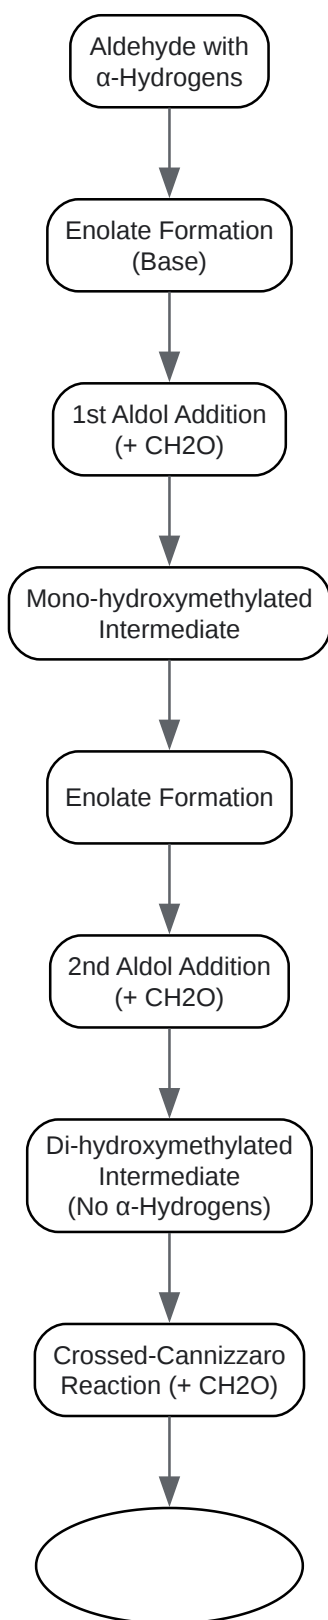 Aldehyde with
α-Hydrogens
Enolate Formation
(Base)
1st Aldol Addition
(+ CH2O)
Mono-hydroxymethylated
Intermediate
Enolate Formation
2nd Aldol Addition
(+ CH2O)
Di-hydroxymethylated
Intermediate
(No α-Hydrogens)
Crossed-Cannizzaro
Reaction (+ CH2O)